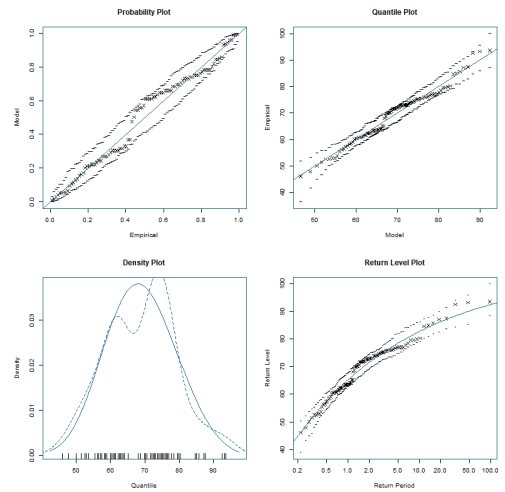 Probability Plot
Model
0.0 0.2 0.4 0.6 0.8 1.0
0.0 0.2 0.4 0.6 0.8 1.0
Empirical
Quantile Plot
Empirical
40 50 60 70 80 90 100
50 60 70 80 90
Model
Density Plot
Density
0.00 0.01 0.02 0.03
50 60 70 80 90
Quantile
Return Level Plot
Return Level
40 50 60 70 80 90 100
0.2 0.5 1.0 2.0 5.0 10.0 20.0 50.0 100.0
Return Period